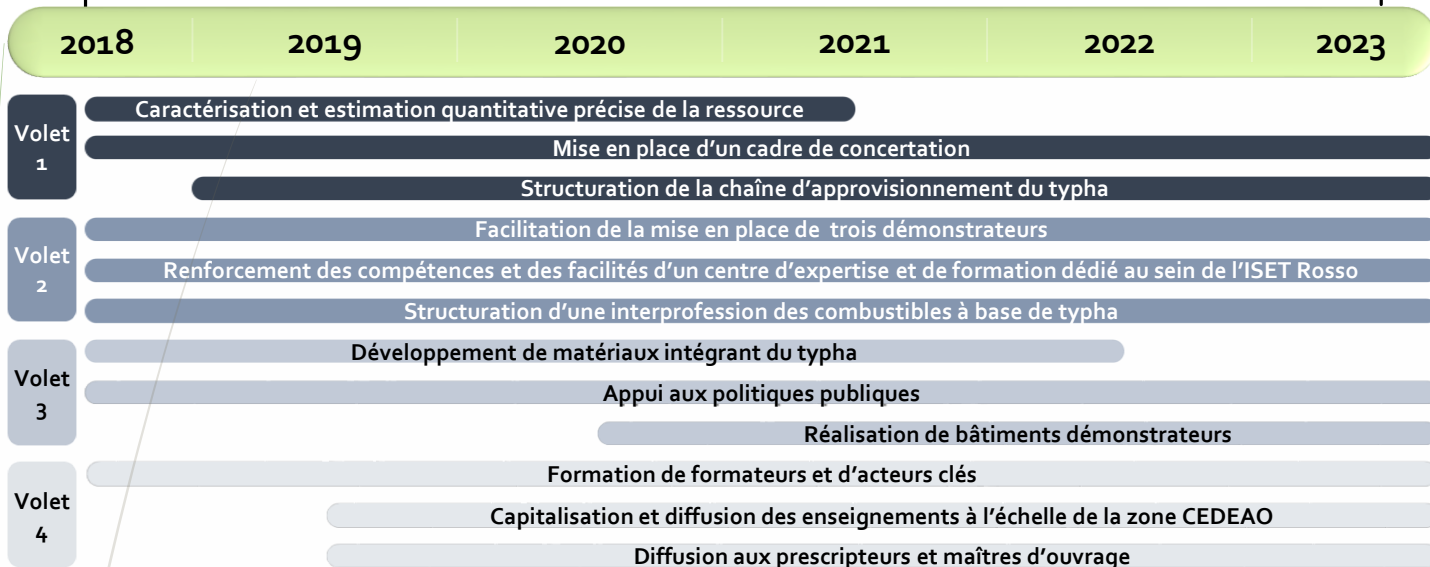 2018 2019 2020 2021 2022 2023
Volet
1
Caractérisation et estimation quantitative précise de la ressource
Mise en place d'un cadre de concertation
Structuration de la chaîne d'approvisionnement du typha
Volet
2
Facilitation de la mise en place de trois démonstrateurs
Renforcement des compétences et des facilités d'un centre d'expertise et de formation dédié au sein de l'ISET Rosso
Structuration d'une interprofession des combustibles à base de typha
Volet
3
Développement de matériaux intégrant du typha
Appui aux politiques publiques
Réalisation de bâtiments démonstrateurs
Volet
4
Formation de formateurs et d'acteurs clés
Capitalisation et diffusion des enseignements à l'échelle de la zone CEDEAO
Diffusion aux prescripteurs et maîtres d'ouvrage